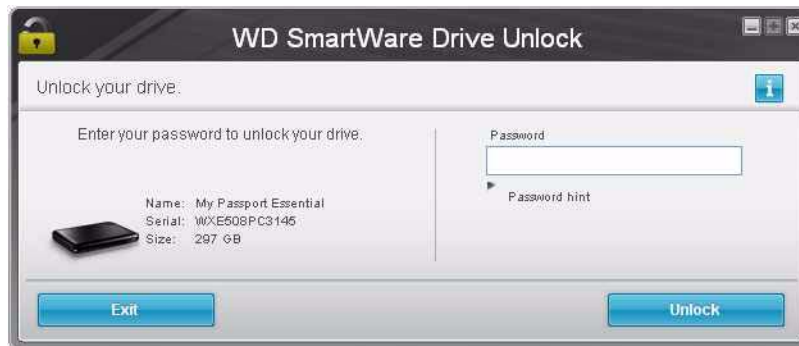 WD SmartWare Drive Unlock
Unlock your drive.
Enter your password to unlock your drive.
Name: My Passport Essential
Serial: WXE508PC3145
Size: 297 GB
Password
Password hint
Exit
Unlock